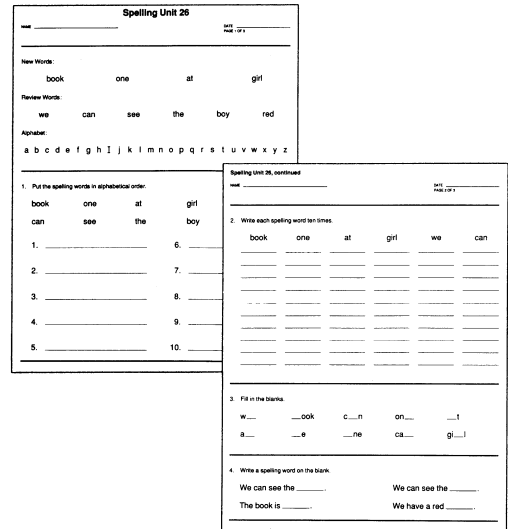 Spelling Unit 26
NAME
DATE
PAGE 1 OF 3
New Words:
book one at girl
Review Words:
we can see the boy red
Alphabet:
a b c d e f g h I j k l m n o p q r s t u v w x y z
1. Put the spelling words in alphabetical order.
book one at girl
can see the boy
1. 6.
2. 7.
3. 8.
4. 9.
5. 10.
Spelling Unit 26, continued
NAME
DATE
PAGE 2 OF 3
2. Write each spelling word ten times.
book one at girl we can
3. Fill in the blanks.
w__ __ook c__n on__ __t
a__ __e __ne ca__ gi__l
4. Write a spelling word on the blank.
We can see the ______. We can see the ______.
The book is ______. We have a red ______.